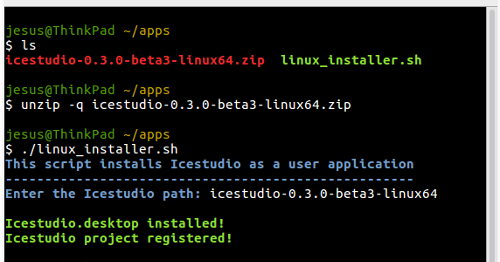 jesus@ThinkPad ~/apps
$ ls
icestudio-0.3.0-beta3-linux64.zip  linux_installer.sh
jesus@ThinkPad ~/apps
$ unzip -q icestudio-0.3.0-beta3-linux64.zip
jesus@ThinkPad ~/apps
$ ./linux_installer.sh
This script installs Icestudio as a user application
----------------------------------------------------
Enter the Icestudio path: icestudio-0.3.0-beta3-linux64
Icestudio.desktop installed!
Icestudio project registered!